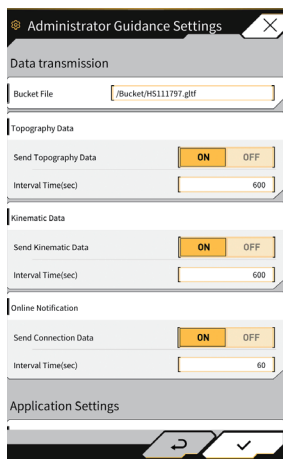 Administrator Guidance Settings
Data transmission
Bucket File /Bucket/HS111797.gltf
Topography Data
Send Topography Data ON OFF
Interval Time(sec) 600
Kinematic Data
Send Kinematic Data ON OFF
Interval Time(sec) 600
Online Notification
Send Connection Data ON OFF
Interval Time(sec) 60
Application Settings